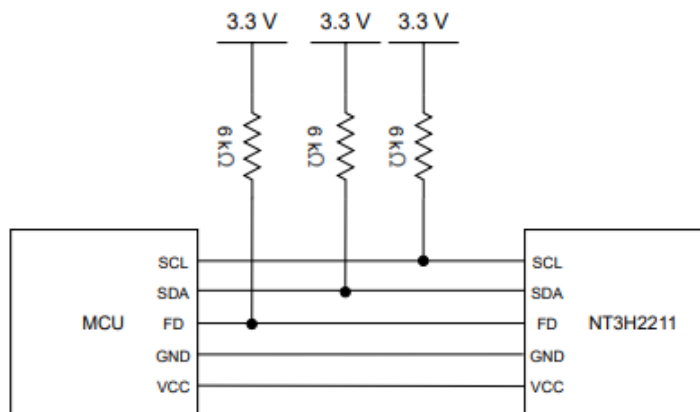 3.3 V 3.3 V 3.3 V
6 kΩ 6 kΩ 6 kΩ
SCL SCL
SDA SDA
MCU FD FD NT3H2211
GND GND
VCC VCC